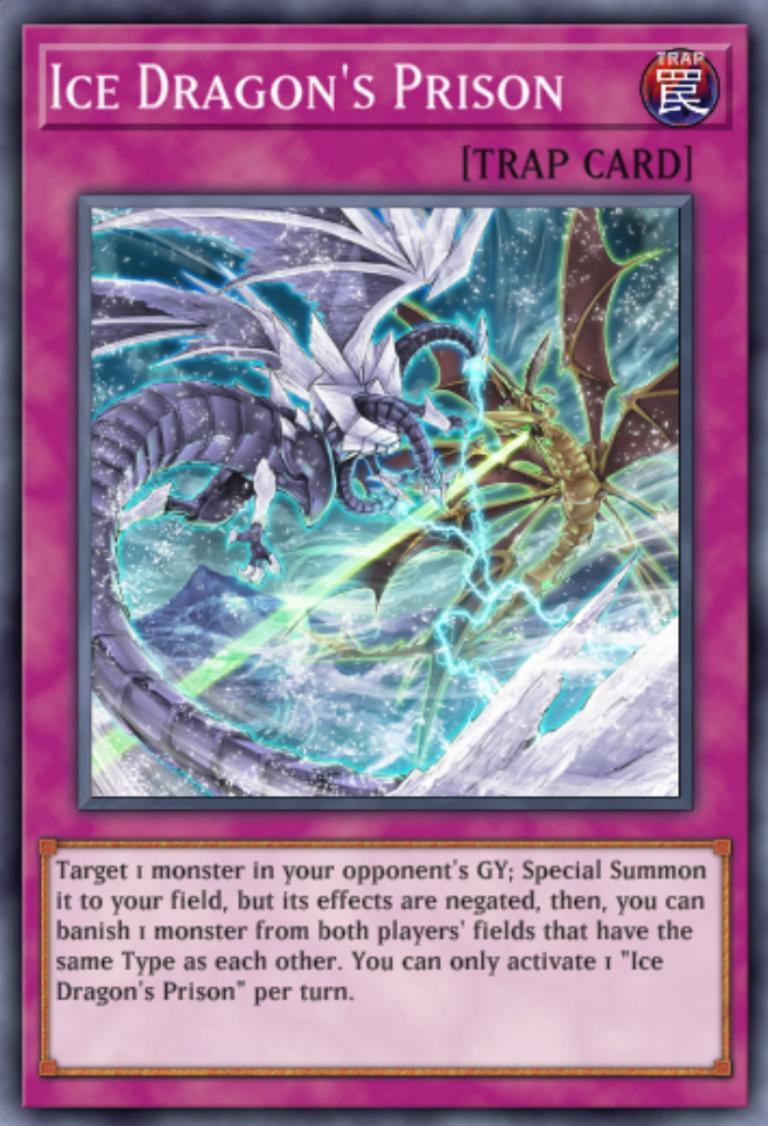 Ice Dragon's Prison
TRAP
罠
[TRAP CARD]
Target 1 monster in your opponent's GY; Special Summon
it to your field, but its effects are negated, then, you can
banish 1 monster from both players' fields that have the
same Type as each other. You can only activate 1 "Ice
Dragon's Prison" per turn.